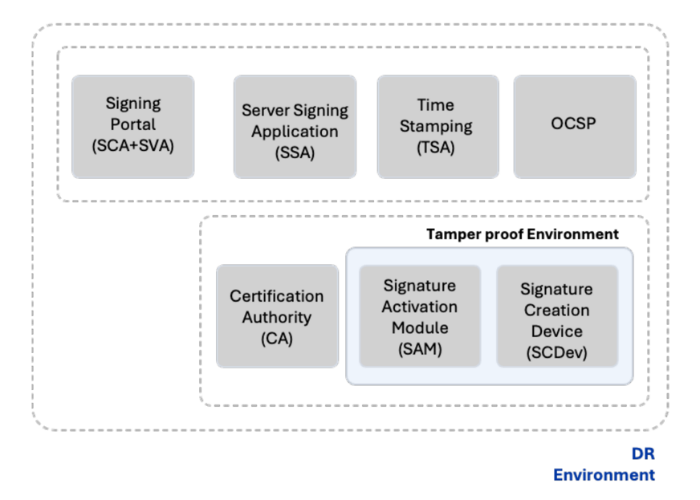 Signing
Portal
(SCA+SVA)
Server Signing
Application
(SSA)
Time
Stamping
(TSA)
OCSP
Tamper proof Environment
Certification
Authority
(CA)
Signature
Activation
Module
(SAM)
Signature
Creation
Device
(SCDev)
DR
Environment